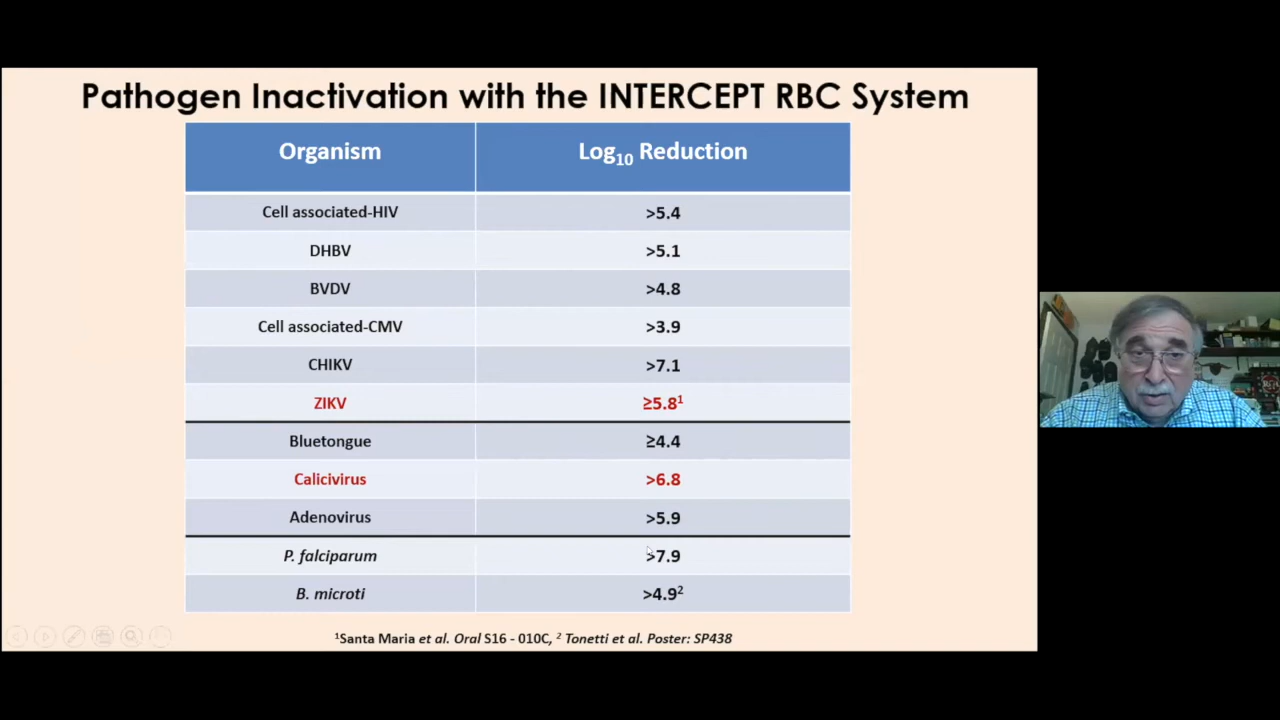 Pathogen Inactivation with the INTERCEPT RBC System
Organism Log10 Reduction
Cell associated-HIV >5.4
DHBV >5.1
BVDV >4.8
Cell associated-CMV >3.9
CHIKV >7.1
ZIKV ≥5.8¹
Bluetongue ≥4.4
Calicivirus >6.8
Adenovirus >5.9
P. falciparum >7.9
B. microti >4.9²
¹Santa Maria et al. Oral S16 - 010C, ² Tonetti et al. Poster: SP438